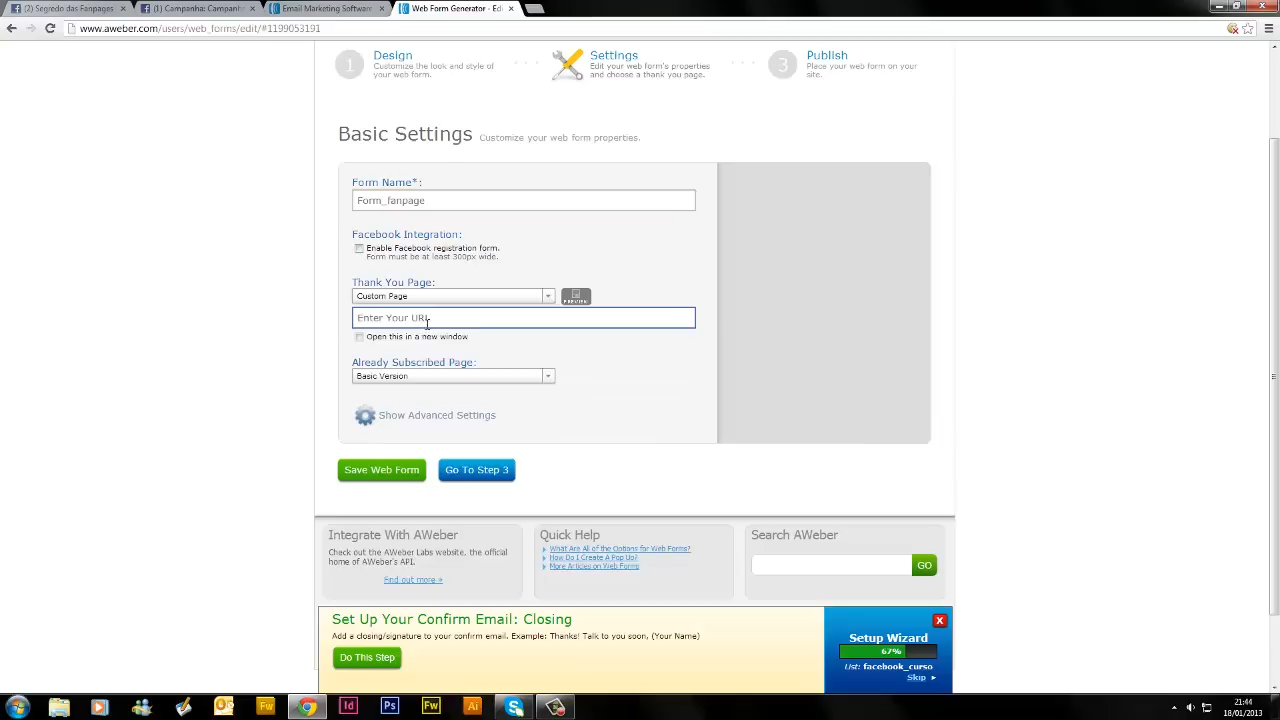 (2) Segredo das Fanpages
(1) Campanha: Campanh
Email Marketing Software
Web Form Generator - Edi
www.aweber.com/users/web_forms/edit/#1199053191
1
Design
Customize the look and style of
your web form.
Settings
Edit your web form's properties
and choose a thank you page.
3
Publish
Place your web form on your
site.
Basic Settings Customize your web form properties.
Form Name*:
Form_fanpage
Facebook Integration:
Enable Facebook registration form.
Form must be at least 300px wide.
Thank You Page:
Custom Page
PREVIEW
Enter Your URL
Open this in a new window
Already Subscribed Page:
Basic Version
Show Advanced Settings
Save Web Form
Go To Step 3
Integrate With AWeber
Check out the AWeber Labs website, the official
home of AWeber's API.
Find out more »
Quick Help
What Are All of the Options for Web Forms?
How Do I Create A Pop Up?
More Articles on Web Forms
Search AWeber
GO
Set Up Your Confirm Email: Closing
Add a closing/signature to your confirm email. Example: Thanks! Talk to you soon, (Your Name)
Do This Step
X
Setup Wizard
67%
List: facebook_curso
Skip ►
Fw
Id
Ps
Fw
Ai
21:44
18/01/2013